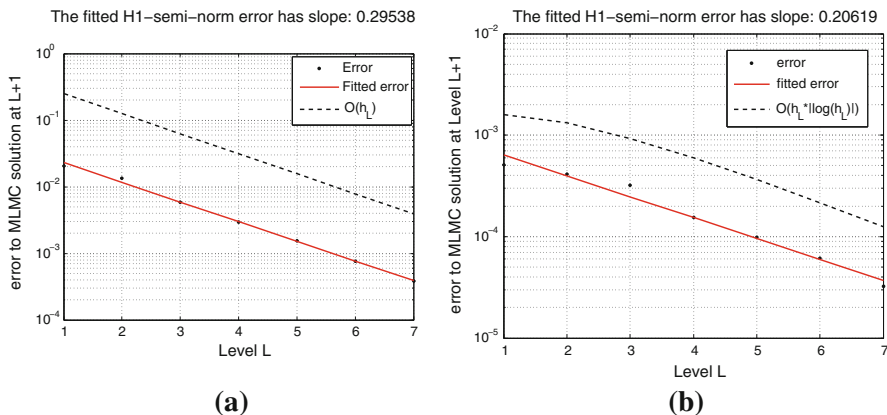 The fitted H1-semi-norm error has slope: 0.29538
10^0
10^-1
10^-2
10^-3
10^-4
error to MLMC solution at L+1
Error
Fitted error
O(h_L)
1 2 3 4 5 6 7
Level L
(a)
The fitted H1-semi-norm error has slope: 0.20619
10^-2
10^-3
10^-4
10^-5
error to MLMC solution at Level L+1
error
fitted error
O(h_L*|log(h_L)|)
1 2 3 4 5 6 7
Level L
(b)